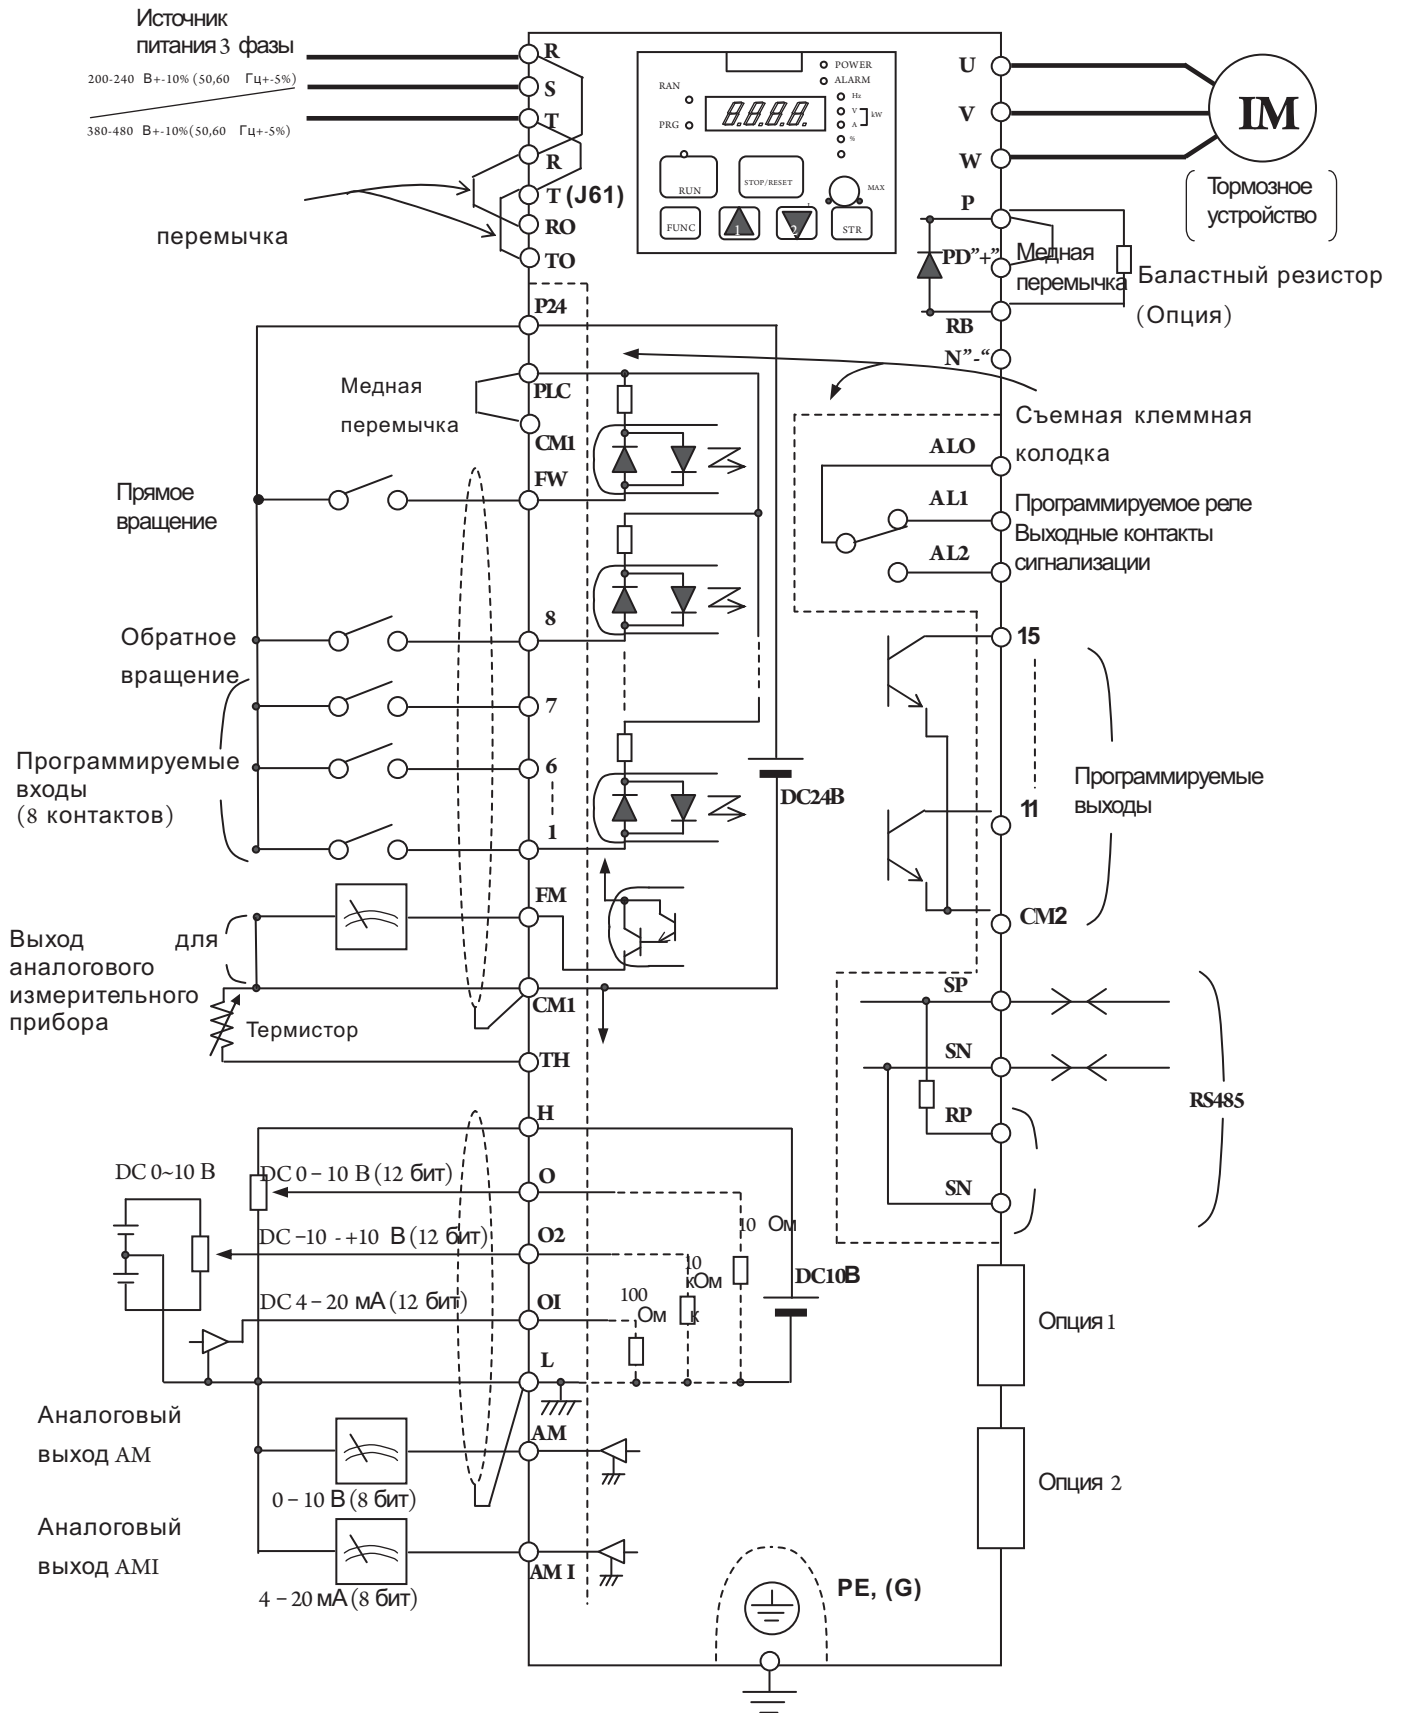 Источник
питания 3 фазы
200-240 В+-10% (50,60 Гц+-5%)
380-480 В+-10%(50,60 Гц+-5%)
перемычка
R
S
T
R
T (J61)
RO
TO
POWER
ALARM
RAN
PRG
Hz
V
A
kW
%
8.8.8.8.
RUN
STOP/RESET
MAX
FUNC
1
2
STR
U
V
W
IM
Тормозное
устройство
P
PD”+”
Медная
перемычка
Баластный резистор
(Опция)
RB
N”-“
P24
PLC
CM1
Медная
перемычка
Съемная клеммная
колодка
FW
Прямое
вращение
ALO
AL1
AL2
Программируемое реле
Выходные контакты
сигнализации
8
Обратное
вращение
7
6
1
Программируемые
входы
(8 контактов)
DC24В
15
11
CM2
Программируемые
выходы
FM
Выход для
аналогового
измерительного
прибора
CM1
Термистор
TH
SP
SN
RP
SN
RS485
H
DC 0~10 В
DC 0 – 10 В (12 бит)
O
DC –10 - +10 В (12 бит)
O2
DC 4 – 20 мА (12 бит)
OI
L
10 Ом
10
кОм
к
100
Ом
DC10В
Опция 1
Опция 2
Аналоговый
выход AM
AM
0 – 10 В (8 бит)
Аналоговый
выход AMI
AM I
4 – 20 мА (8 бит)
PE, (G)